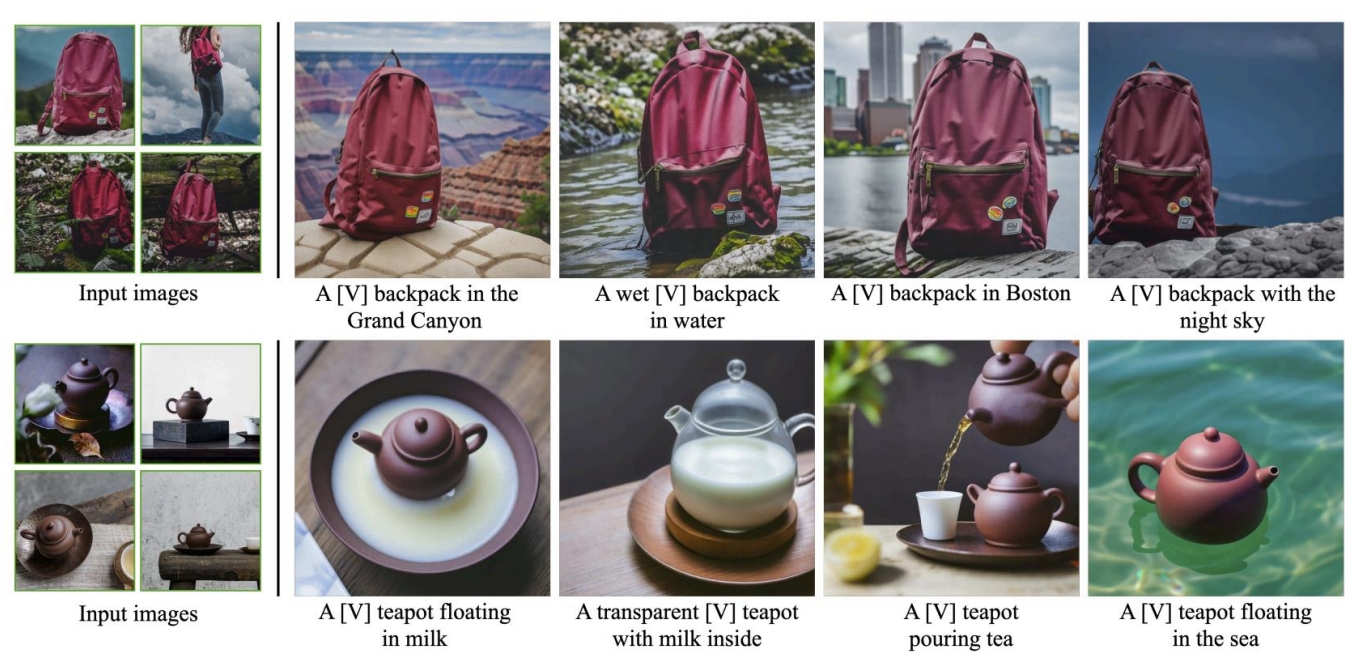 Input images
A [V] backpack in the
Grand Canyon
A wet [V] backpack
in water
A [V] backpack in Boston
A [V] backpack with the
night sky
Input images
A [V] teapot floating
in milk
A transparent [V] teapot
with milk inside
A [V] teapot
pouring tea
A [V] teapot floating
in the sea